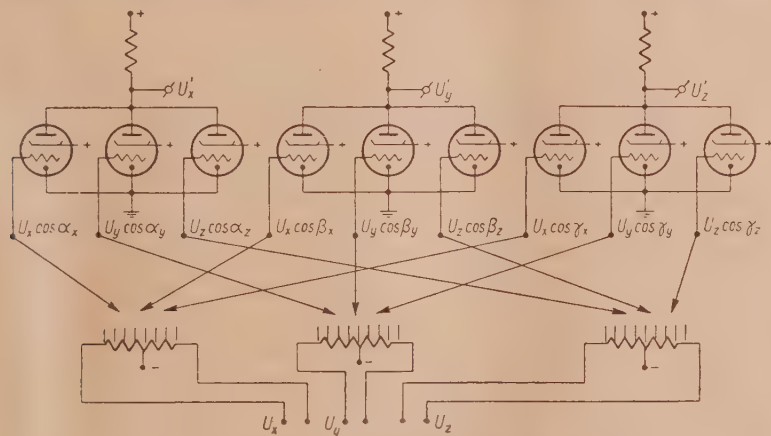 + + +
U'x U'y U'z
+ + + + + + + + +
Ux cos αx Uy cos αy Uz cos αz Ux cos βx Uy cos βy Uz cos βz Ux cos γx Uy cos γy U'z cos γz
- - -
Ux Uy Uz